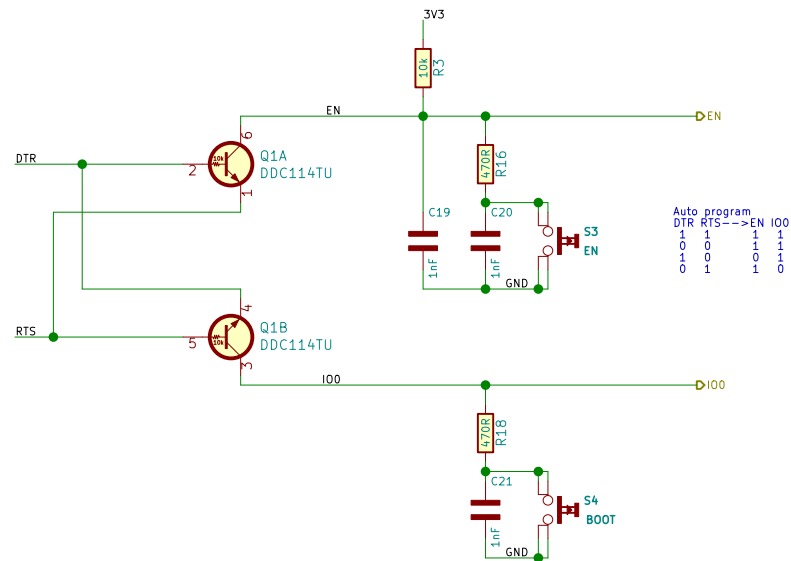 3V3
10k
R3
EN
EN
DTR
10k
6
2
1
Q1A
DDC114TU
470R
R16
C19
1nF
C20
1nF
S3
EN
GND
Auto program
DTR RTS-->EN IO0
1 1 1 1
0 0 1 1
1 0 0 1
0 1 1 0
RTS
10k
4
5
3
Q1B
DDC114TU
IO0
IO0
470R
R18
C21
1nF
S4
BOOT
GND